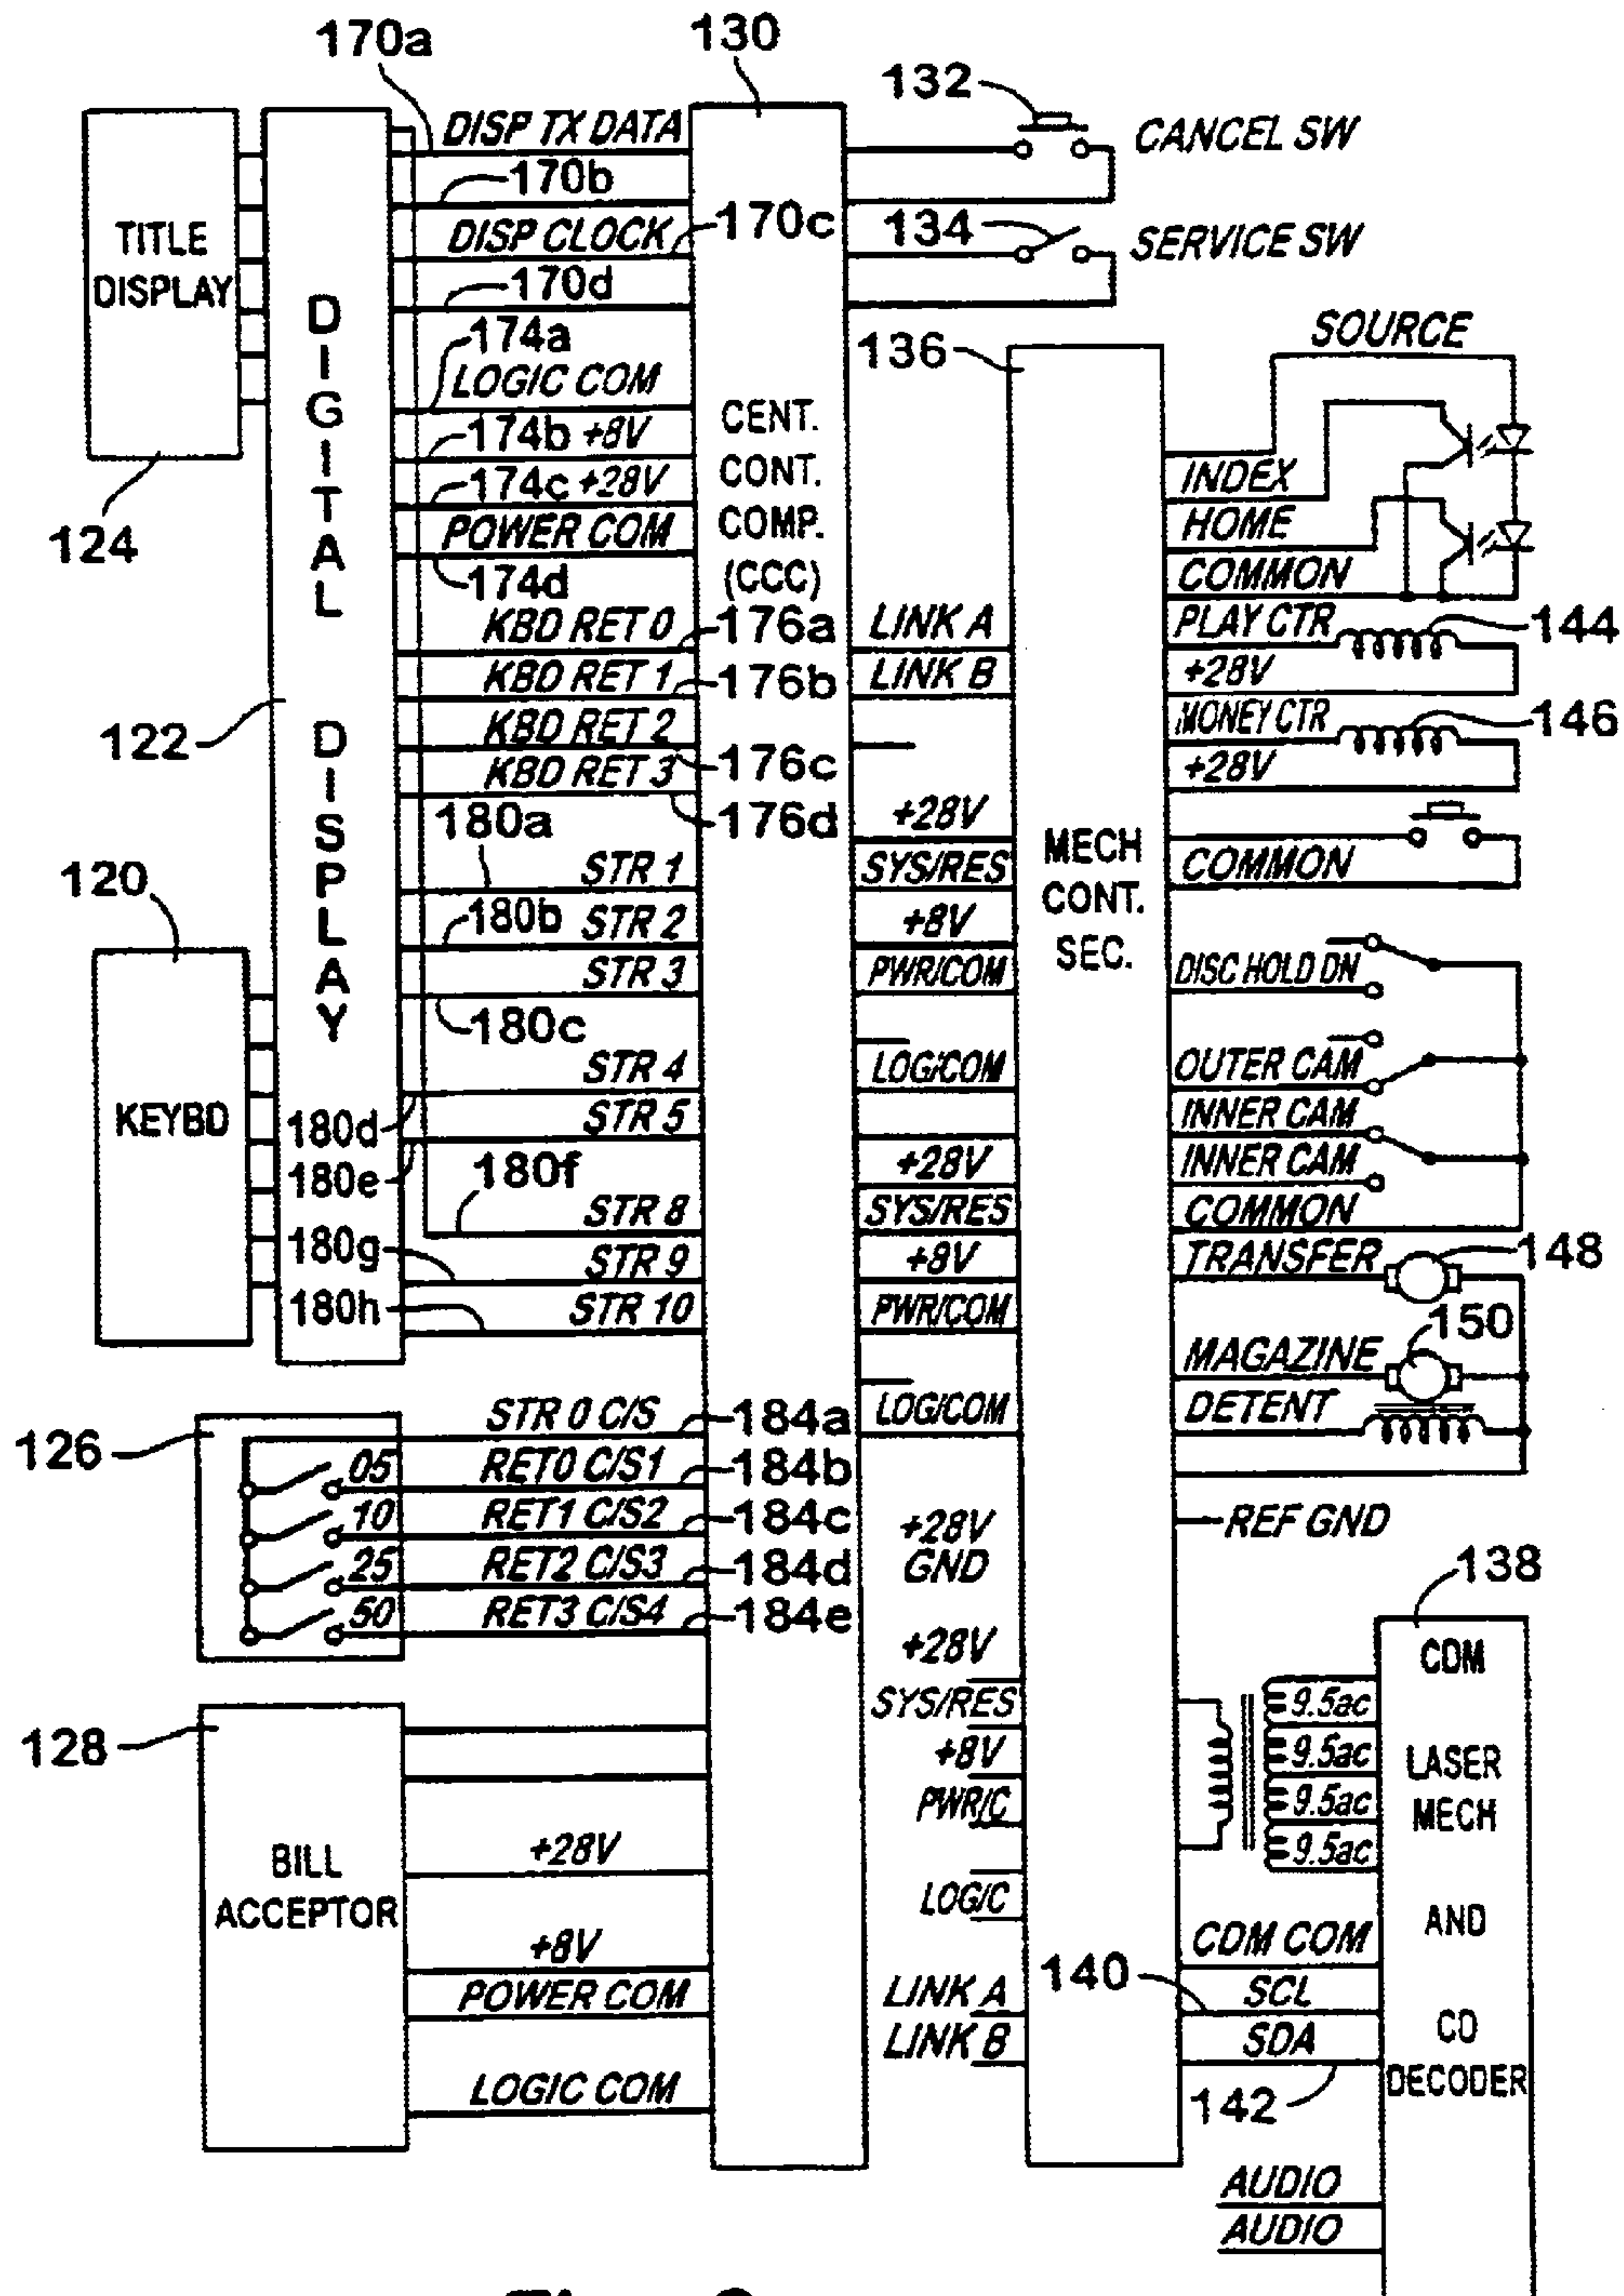 170a
130
132
CANCEL SW
DISP TX DATA
170b
DISP CLOCK
170c
134
SERVICE SW
170d
TITLE
DISPLAY
124
DIGITAL
DISPLAY
122
174a
LOGIC COM
174b +8V
174c +28V
POWER COM
174d
CENT.
CONT.
COMP.
(CCC)
136
SOURCE
INDEX
HOME
COMMON
KBD RET 0
176a
LINK A
PLAY CTR
144
KBD RET 1
176b
LINK B
+28V
KBD RET 2
176c
MONEY CTR
146
KBD RET 3
176d
+28V
180a
STR 1
180b STR 2
STR 3
180c
STR 4
180d
STR 5
180e
180f
STR 8
180g
STR 9
180h
STR 10
120
KEYBD
+28V
SYS/RES
+8V
PWR/COM
LOG/COM
+28V
SYS/RES
+8V
PWR/COM
LOG/COM
MECH
CONT.
SEC.
COMMON
DISC HOLD DN
OUTER CAM
INNER CAM
INNER CAM
COMMON
TRANSFER
148
150
MAGAZINE
DETENT
REF GND
126
.05
.10
.25
.50
STR 0 C/S
184a
RET0 C/S1
184b
RET1 C/S2
184c
RET2 C/S3
184d
RET3 C/S4
184e
+28V
GND
+28V
SYS/RES
+8V
PWR/C
LOG/C
LINK A
LINK B
128
BILL
ACCEPTOR
+28V
+8V
POWER COM
LOGIC COM
138
CDM
LASER
MECH
AND
CD
DECODER
9.5ac
9.5ac
9.5ac
9.5ac
CDM COM
140
SCL
SDA
142
AUDIO
AUDIO